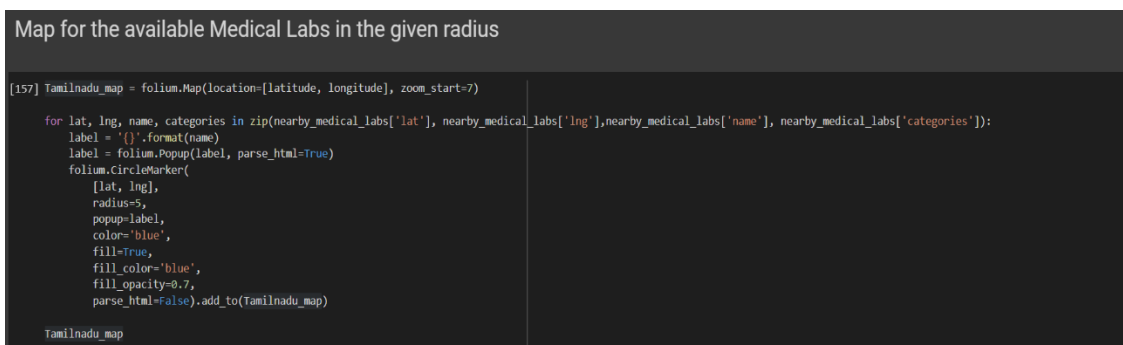 Map for the available Medical Labs in the given radius
[157] Tamilnadu_map = folium.Map(location=[latitude, longitude], zoom_start=7)
for lat, lng, name, categories in zip(nearby_medical_labs['lat'], nearby_medical_labs['lng'],nearby_medical_labs['name'], nearby_medical_labs['categories']):
label = '{}'.format(name)
label = folium.Popup(label, parse_html=True)
folium.CircleMarker(
[lat, lng],
radius=5,
popup=label,
color='blue',
fill=True,
fill_color='blue',
fill_opacity=0.7,
parse_html=False).add_to(Tamilnadu_map)
Tamilnadu_map